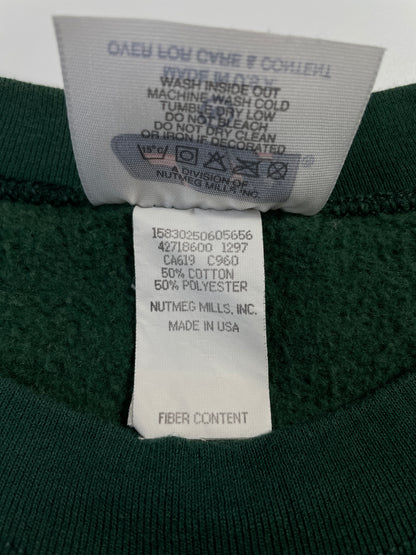 OVER FOR CARE & CONTENT
MADE IN U.S.A.
WASH INSIDE OUT
MACHINE WASH COLD
TUMBLE DRY LOW
DO NOT BLEACH
DO NOT DRY CLEAN
OR IRON IF DECORATED
15°C
A DIVISION OF
NUTMEG MILLS, INC.
15830250605656
42718600 1297
CA619 C960
50% COTTON
50% POLYESTER
NUTMEG MILLS, INC.
MADE IN USA
FIBER CONTENT